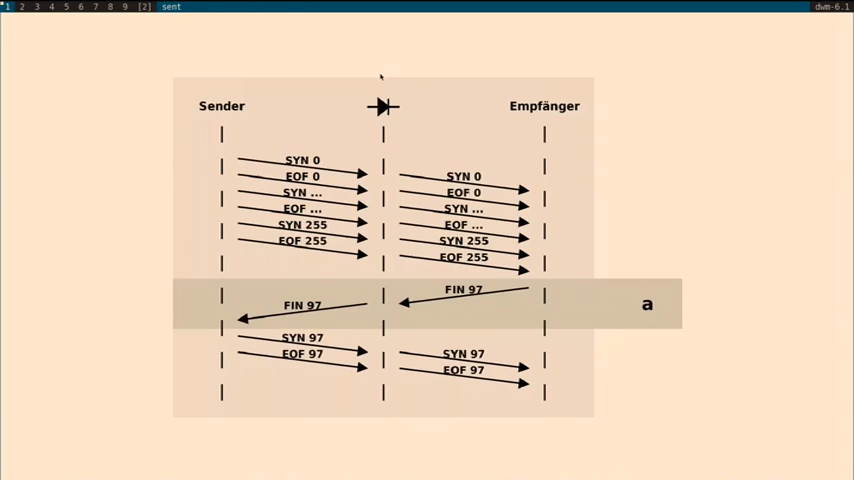 1 2 3 4 5 6 7 8 9 [2] sent dwm-6.1
Sender Empfänger
SYN 0
EOF 0 SYN 0
SYN ... EOF 0
EOF ... SYN ...
SYN 255 EOF ...
EOF 255 SYN 255
EOF 255
FIN 97
FIN 97 a
SYN 97
EOF 97 SYN 97
EOF 97